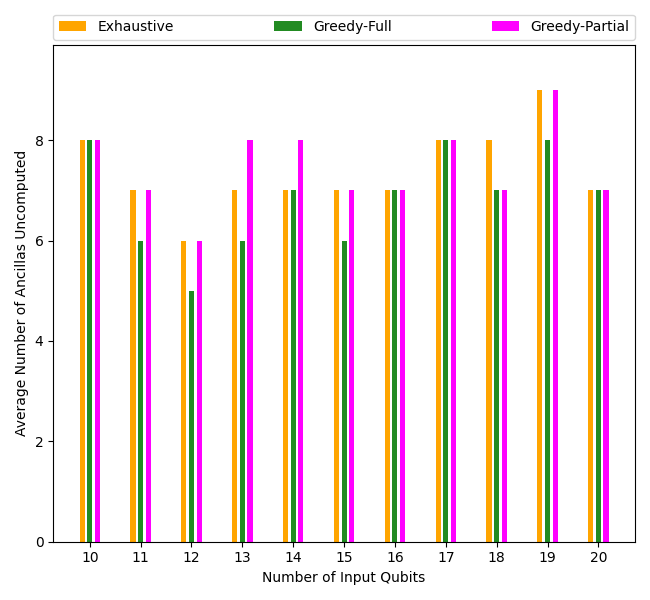 Exhaustive Greedy-Full Greedy-Partial
Average Number of Ancillas Uncomputed
8
6
4
2
0
10 11 12 13 14 15 16 17 18 19 20
Number of Input Qubits